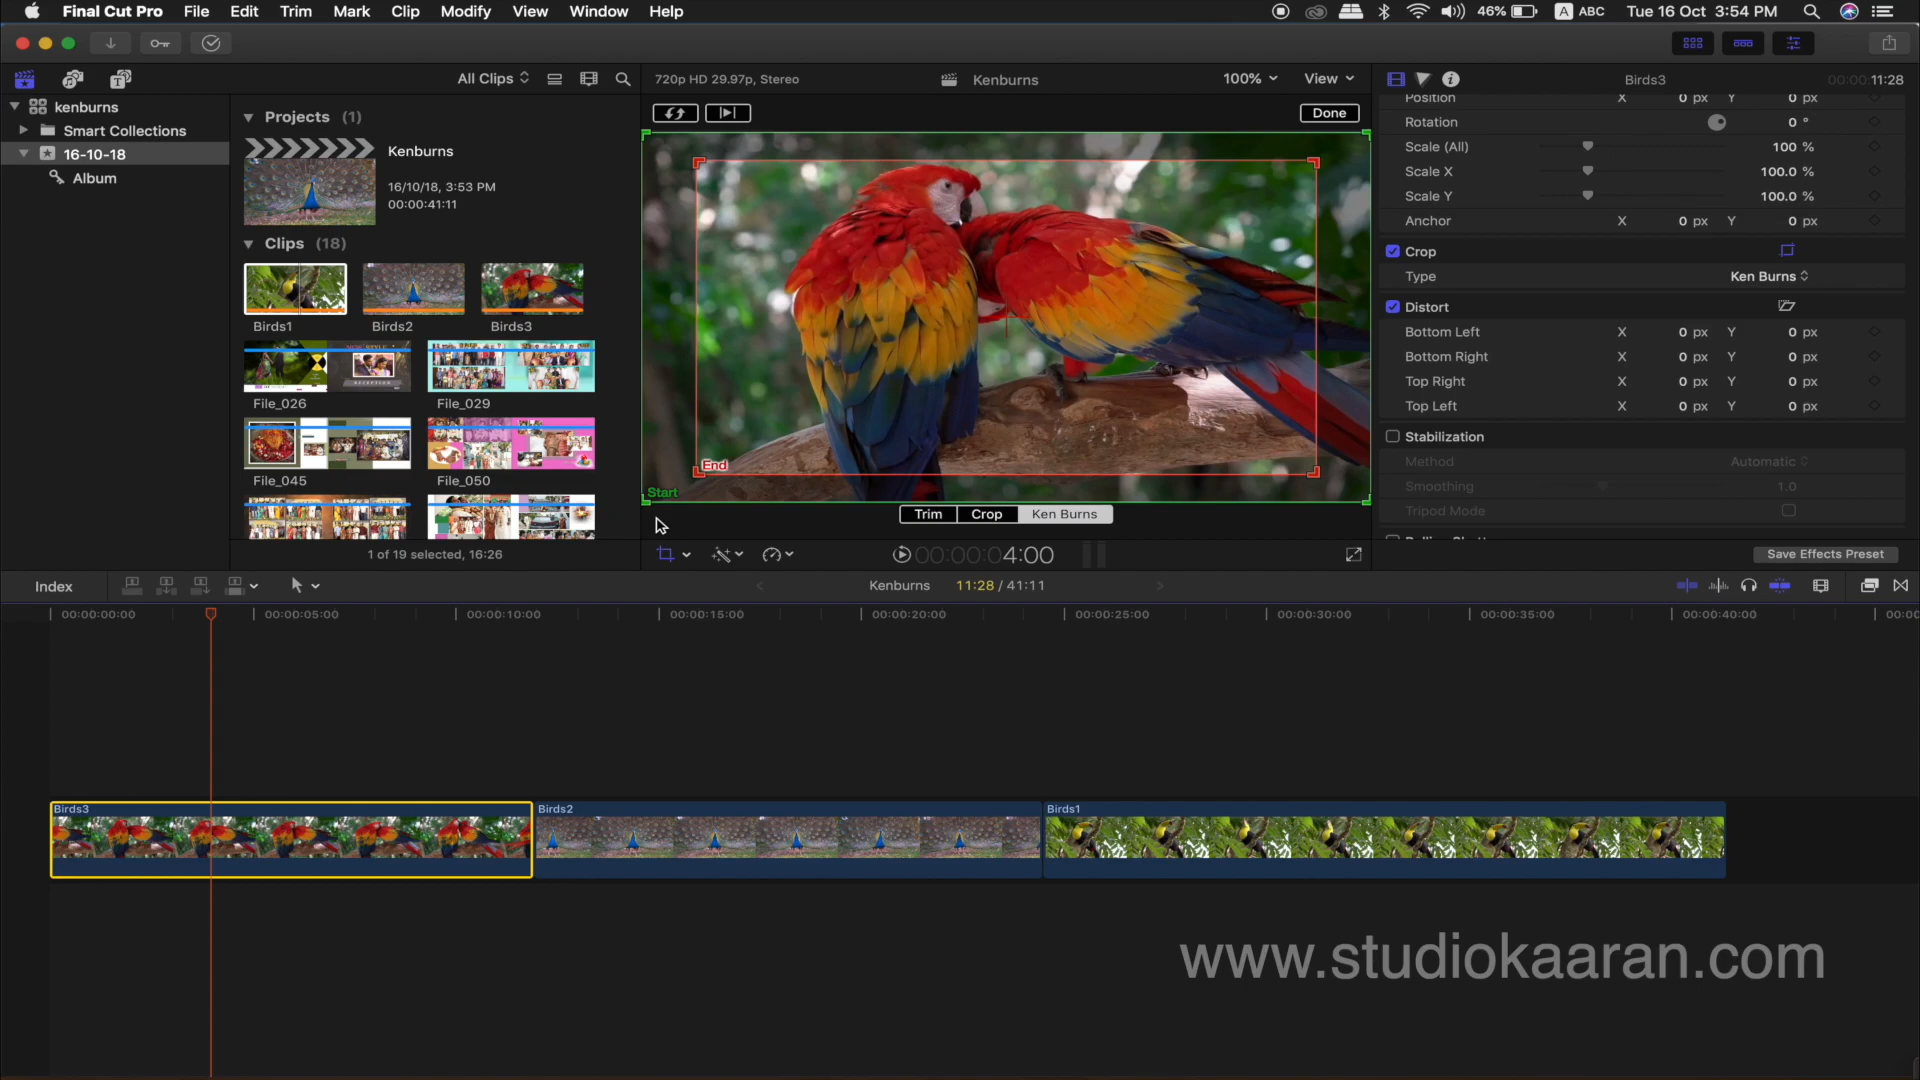 Final Cut Pro File Edit Trim Mark Clip Modify View Window Help 46% A ABC Tue 16 Oct 3:54 PM
All Clips
720p HD 29.97p, Stereo Kenburns 100% View
Birds3 00:00:11:28
kenburns
Smart Collections
16-10-18
Album
Projects (1)
Kenburns
16/10/18, 3:53 PM
00:00:41:11
Clips (18)
Birds1 Birds2 Birds3
File_026 File_029
File_045 File_050
1 of 19 selected, 16:26
Done
End
Start
Trim Crop Ken Burns
00:00:04:00
Position X 0 px Y 0 px
Rotation 0 °
Scale (All) 100 %
Scale X 100.0 %
Scale Y 100.0 %
Anchor X 0 px Y 0 px
Crop
Type Ken Burns
Distort
Bottom Left X 0 px Y 0 px
Bottom Right X 0 px Y 0 px
Top Right X 0 px Y 0 px
Top Left X 0 px Y 0 px
Stabilization
Method Automatic
Smoothing 1.0
Tripod Mode
Save Effects Preset
Index Kenburns 11:28 / 41:11
00:00:00:00 00:00:05:00 00:00:10:00 00:00:15:00 00:00:20:00 00:00:25:00 00:00:30:00 00:00:35:00 00:00:40:00
Birds3 Birds2 Birds1
www.studiokaaran.com